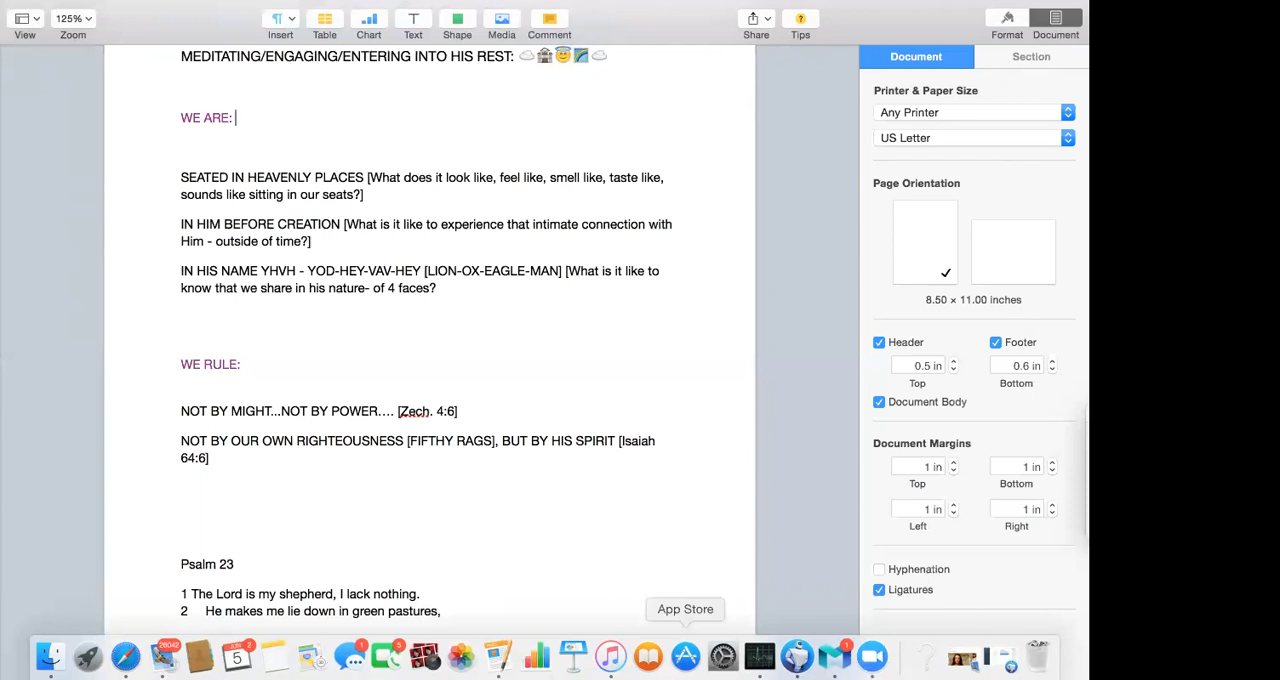 125%
View
Zoom
Insert
Table
Chart
Text
Shape
Media
Comment
Share
Tips
Format
Document
MEDITATING/ENGAGING/ENTERING INTO HIS REST: ☁️🏰😇🌈☁️
WE ARE:
SEATED IN HEAVENLY PLACES [What does it look like, feel like, smell like, taste like,
sounds like sitting in our seats?]
IN HIM BEFORE CREATION [What is it like to experience that intimate connection with
Him - outside of time?]
IN HIS NAME YHVH - YOD-HEY-VAV-HEY [LION-OX-EAGLE-MAN] [What is it like to
know that we share in his nature- of 4 faces?
WE RULE:
NOT BY MIGHT...NOT BY POWER…. [Zech. 4:6]
NOT BY OUR OWN RIGHTEOUSNESS [FIFTHY RAGS], BUT BY HIS SPIRIT [Isaiah
64:6]
Psalm 23
1 The Lord is my shepherd, I lack nothing.
2 He makes me lie down in green pastures,
Document
Section
Printer & Paper Size
Any Printer
US Letter
Page Orientation
8.50 × 11.00 inches
Header
Footer
0.5 in
0.6 in
Top
Bottom
Document Body
Document Margins
1 in
1 in
Top
Bottom
1 in
1 in
Left
Right
Hyphenation
Ligatures
App Store
26042
JUN
2
5
1
5
1